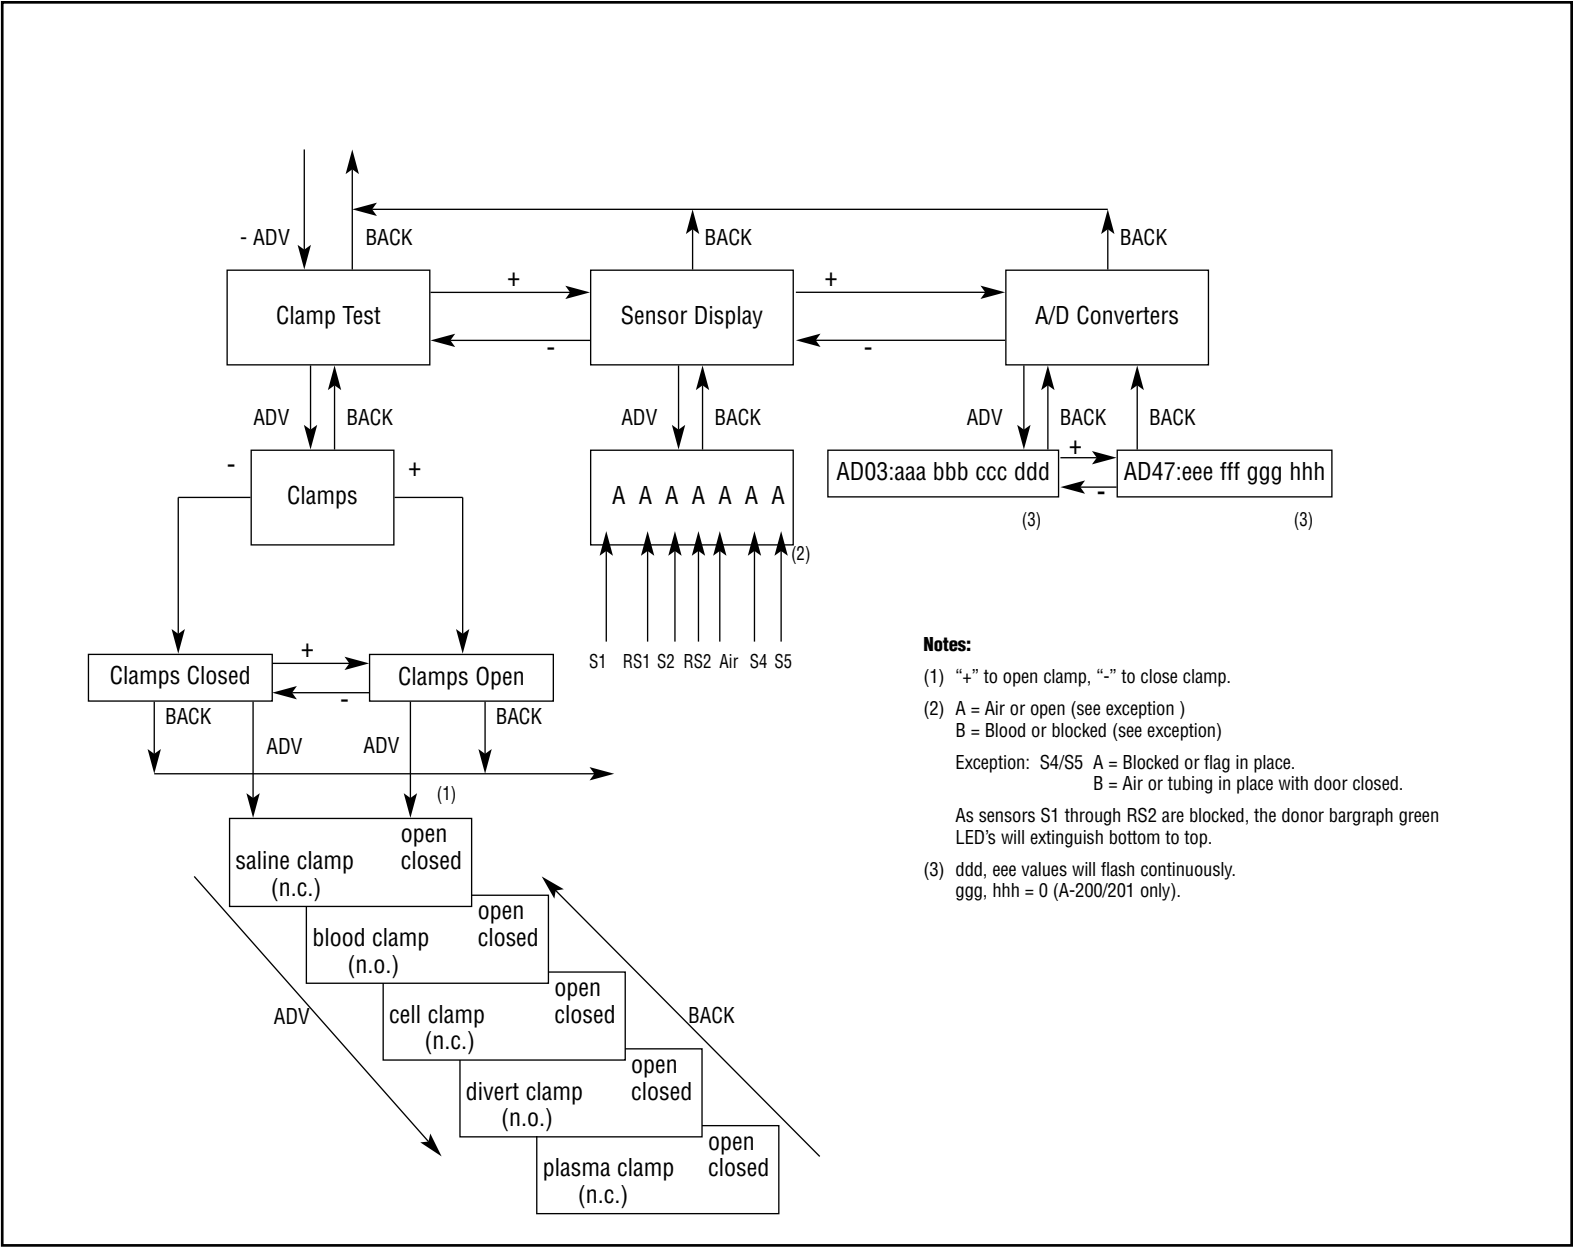 - ADV
BACK
BACK
BACK
+
+
Clamp Test
Sensor Display
A/D Converters
-
-
ADV
BACK
ADV
BACK
ADV
BACK
BACK
-
+
+
Clamps
A A A A A A A
AD03:aaa bbb ccc ddd
AD47:eee fff ggg hhh
-
(3)
(3)
(2)
S1
RS1
S2
RS2
Air
S4
S5
+
Clamps Closed
Clamps Open
-
BACK
BACK
ADV
ADV
(1)
open
saline clamp
closed
(n.c.)
open
blood clamp
closed
(n.o.)
open
cell clamp
closed
(n.c.)
open
divert clamp
closed
(n.o.)
open
plasma clamp
closed
(n.c.)
ADV
BACK
Notes:
(1) “+” to open clamp, “-” to close clamp.
(2) A = Air or open (see exception )
B = Blood or blocked (see exception)
Exception: S4/S5 A = Blocked or flag in place.
B = Air or tubing in place with door closed.
As sensors S1 through RS2 are blocked, the donor bargraph green
LED's will extinguish bottom to top.
(3) ddd, eee values will flash continuously.
ggg, hhh = 0 (A-200/201 only).